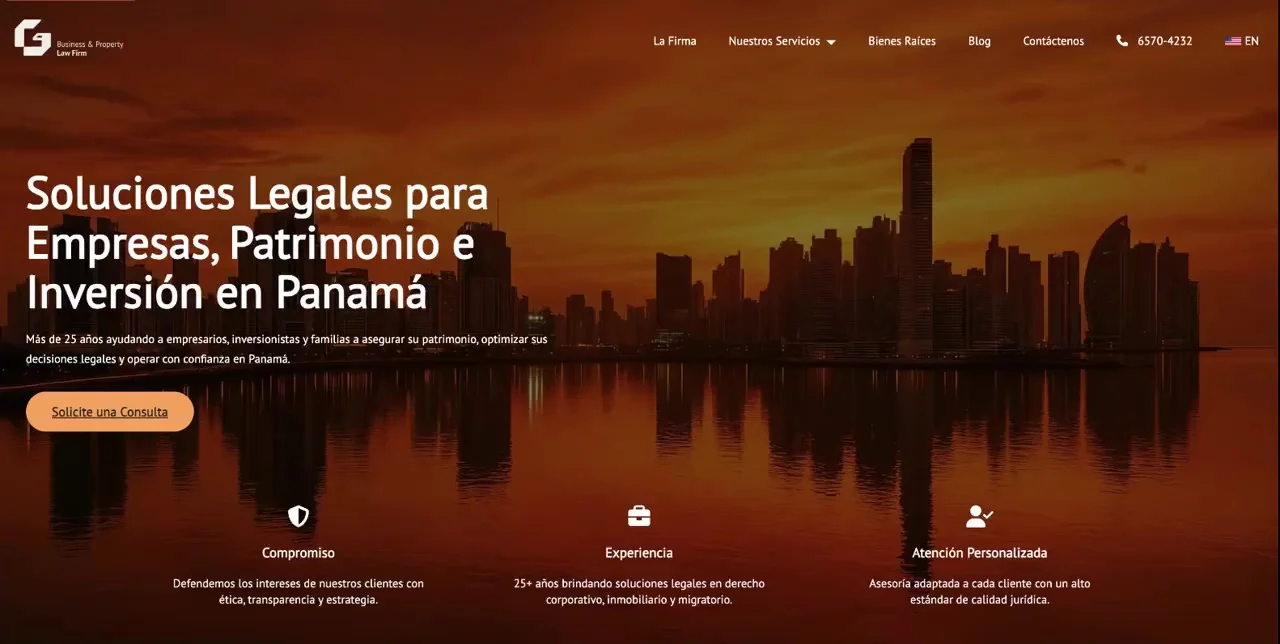 Business & Property
Law Firm
La Firma
Nuestros Servicios
Bienes Raíces
Blog
Contáctenos
6570-4232
EN
Soluciones Legales para
Empresas, Patrimonio e
Inversión en Panamá
Más de 25 años ayudando a empresarios, inversionistas y familias a asegurar su patrimonio, optimizar sus
decisiones legales y operar con confianza en Panamá.
Solicite una Consulta
Compromiso
Defendemos los intereses de nuestros clientes con
ética, transparencia y estrategia.
Experiencia
25+ años brindando soluciones legales en derecho
corporativo, inmobiliario y migratorio.
Atención Personalizada
Asesoría adaptada a cada cliente con un alto
estándar de calidad jurídica.